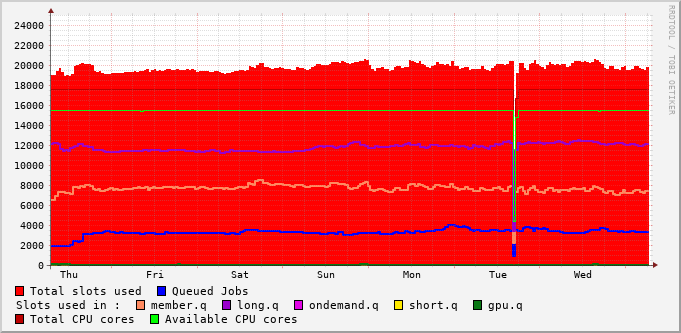 RRDTOOL / TOBI OETIKER
24000
22000
20000
18000
16000
14000
12000
10000
8000
6000
4000
2000
0
Thu Fri Sat Sun Mon Tue Wed
Total slots used Queued Jobs
Slots used in : member.q long.q ondemand.q short.q gpu.q
Total CPU cores Available CPU cores